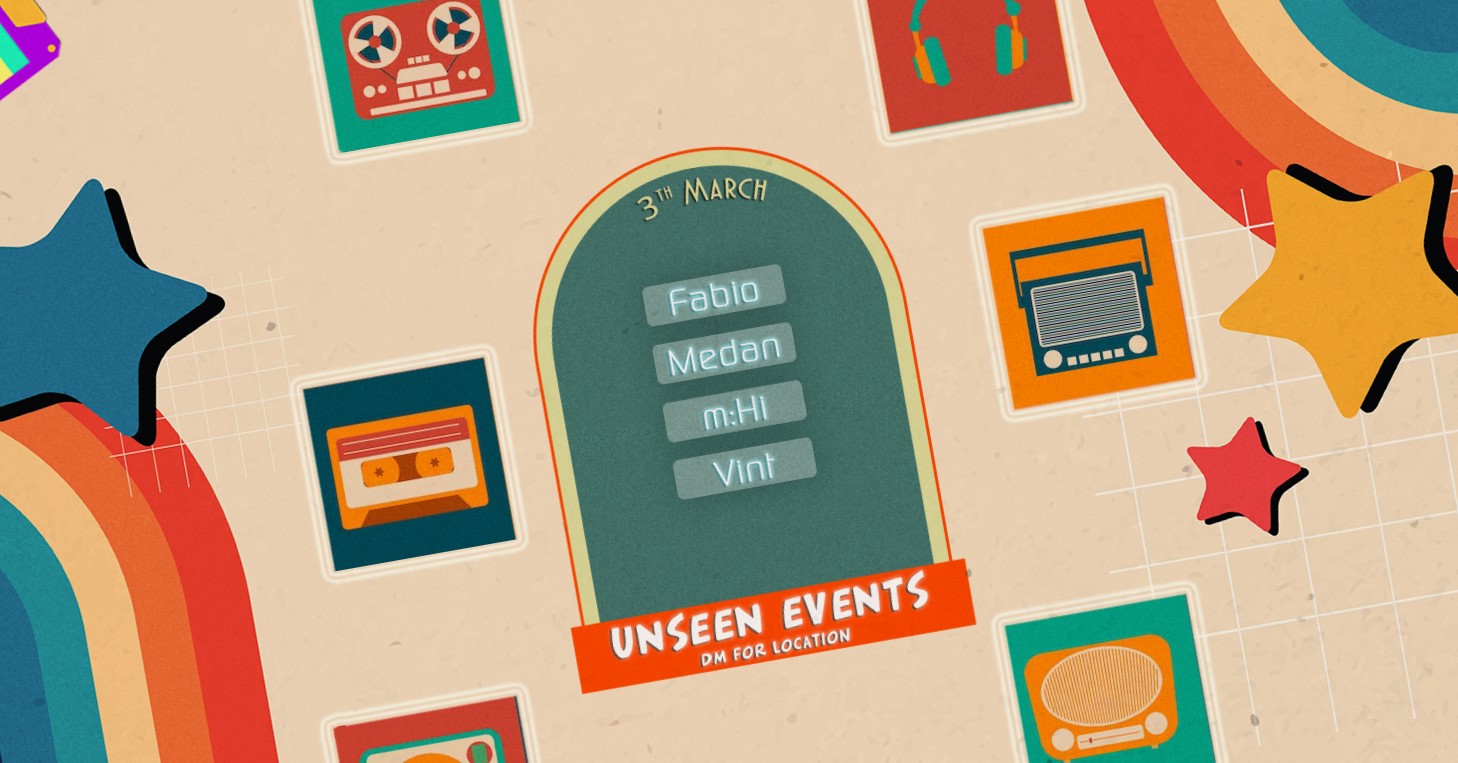 3TH MARCH
Fabio
Medan
m:Hi
Vint
UNSEEN EVENTS
DM FOR LOCATION